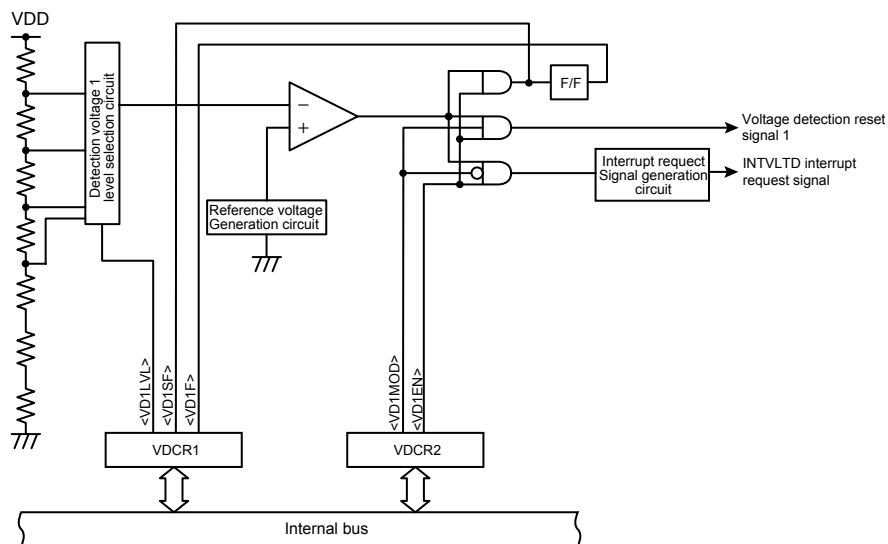 VDD
Detection voltage 1
level selection circuit
−
+
F/F
Voltage detection reset
signal 1
Interrupt requect
Signal generation
circuit
INTVLTD interrupt
request signal
Reference voltage
Generation circuit
<VD1LVL>
<VD1SF>
<VD1F>
<VD1MOD>
<VD1EN>
VDCR1
VDCR2
Internal bus